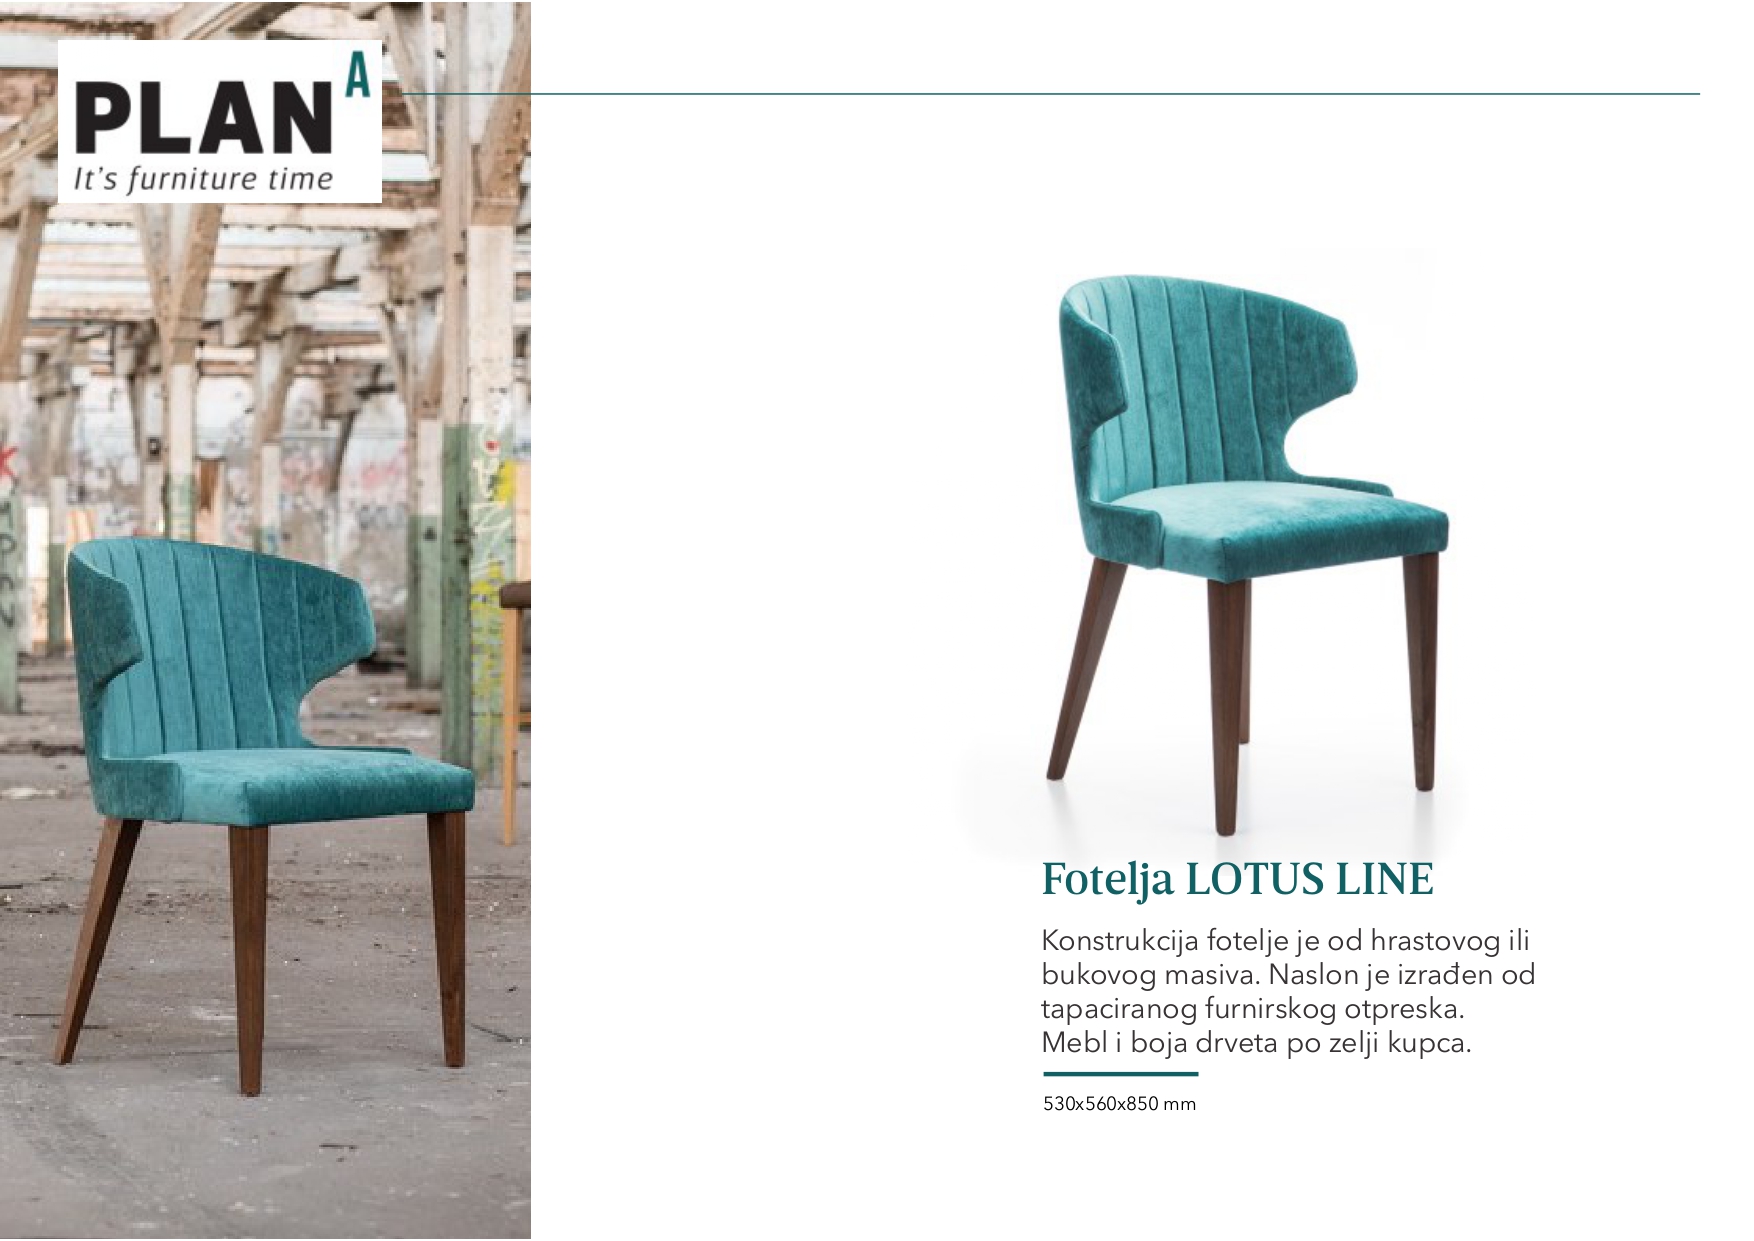 PLAN A
It's furniture time
Fotelja LOTUS LINE
Konstrukcija fotelje je od hrastovog ili
bukovog masiva. Naslon je izrađen od
tapaciranog furnirskog otpreska.
Mebl i boja drveta po zelji kupca.
530x560x850 mm